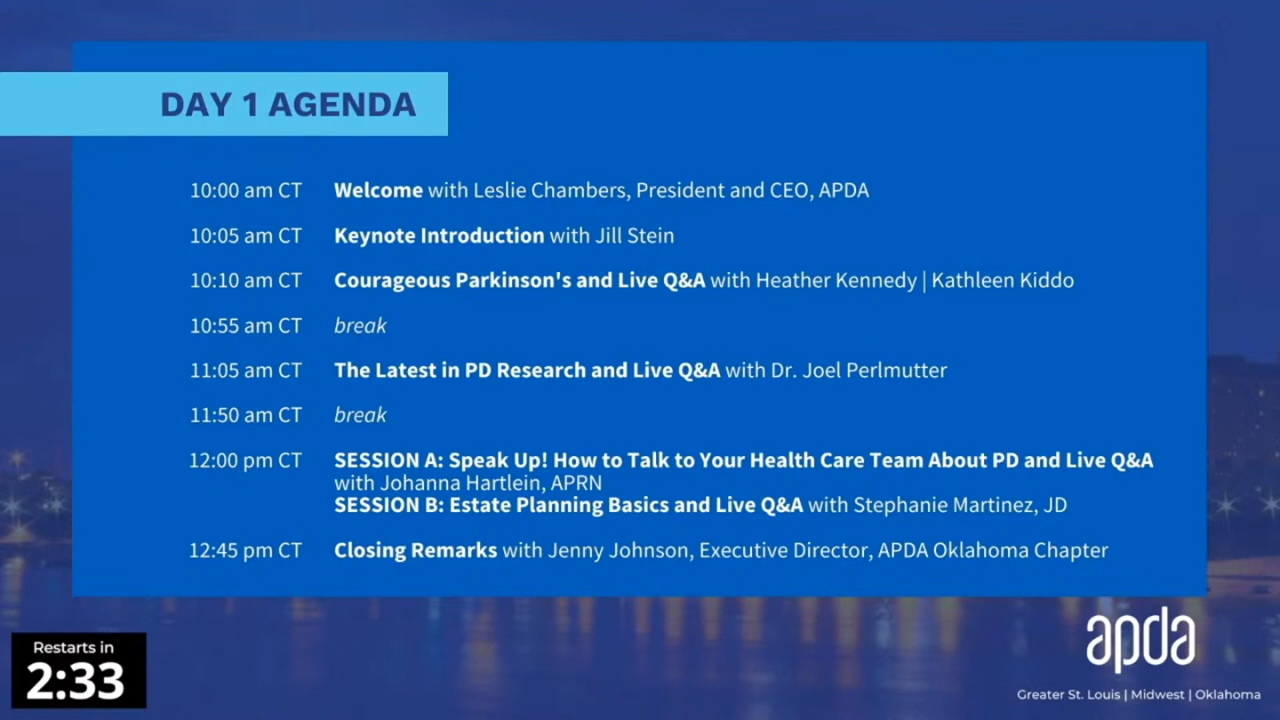 DAY 1 AGENDA
10:00 am CT Welcome with Leslie Chambers, President and CEO, APDA
10:05 am CT Keynote Introduction with Jill Stein
10:10 am CT Courageous Parkinson's and Live Q&A with Heather Kennedy | Kathleen Kiddo
10:55 am CT break
11:05 am CT The Latest in PD Research and Live Q&A with Dr. Joel Perlmutter
11:50 am CT break
12:00 pm CT SESSION A: Speak Up! How to Talk to Your Health Care Team About PD and Live Q&A
with Johanna Hartlein, APRN
SESSION B: Estate Planning Basics and Live Q&A with Stephanie Martinez, JD
12:45 pm CT Closing Remarks with Jenny Johnson, Executive Director, APDA Oklahoma Chapter
Restarts in
2:33
apda
Greater St. Louis | Midwest | Oklahoma